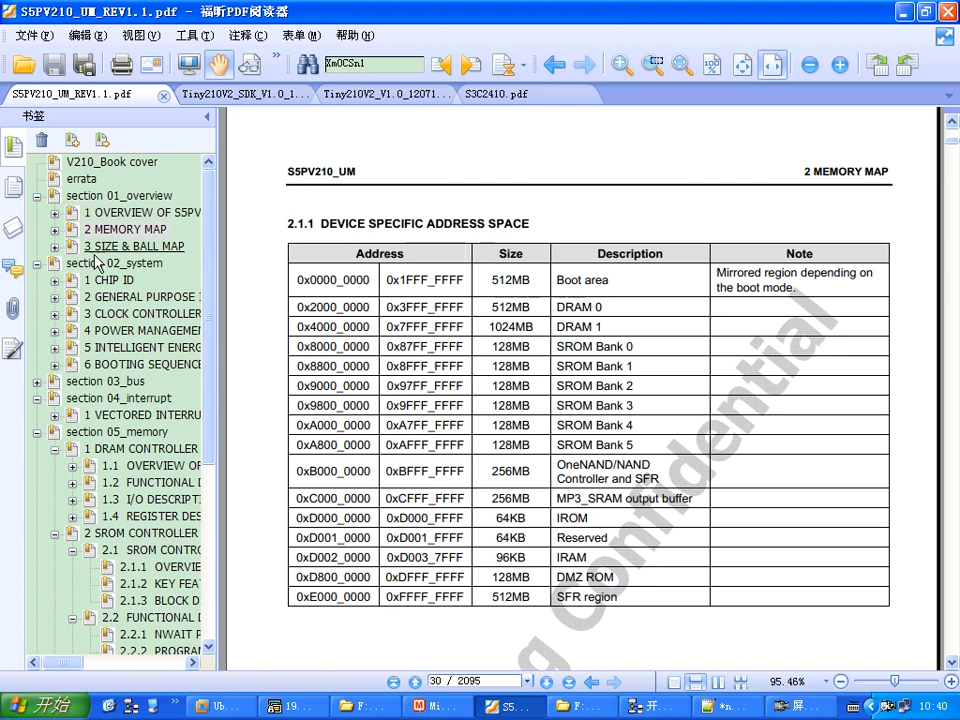 S5PV210_UM_REV1.1.pdf - 福昕PDF阅读器
文件(F) 编辑(E) 视图(V) 工具(T) 注释(C) 表单(M) 帮助(H)
XmOCSn1
S5PV210_UM_REV1.1.pdf Tiny210V2_SDK_V1.0_1... Tiny210V2_V1.0_12071... S3C2410.pdf
书签
V210_Book cover
errata
section 01_overview
1 OVERVIEW OF S5PV
2 MEMORY MAP
3 SIZE & BALL MAP
section 02_system
1 CHIP ID
2 GENERAL PURPOSE I
3 CLOCK CONTROLLER
4 POWER MANAGEMEN
5 INTELLIGENT ENERG
6 BOOTING SEQUENCE
section 03_bus
section 04_interrupt
1 VECTORED INTERRU
section 05_memory
1 DRAM CONTROLLER
1.1 OVERVIEW OF
1.2 FUNCTIONAL D
1.3 I/O DESCRIPT
1.4 REGISTER DES
2 SROM CONTROLLER
2.1 SROM CONTRO
2.1.1 OVERVIE
2.1.2 KEY FEA
2.1.3 BLOCK D
2.2 FUNCTIONAL D
2.2.1 NWAIT P
2.2.2 PROGRAM
S5PV210_UM 2 MEMORY MAP
2.1.1 DEVICE SPECIFIC ADDRESS SPACE
Address Size Description Note
0x0000_0000 0x1FFF_FFFF 512MB Boot area Mirrored region depending on
the boot mode.
0x2000_0000 0x3FFF_FFFF 512MB DRAM 0
0x4000_0000 0x7FFF_FFFF 1024MB DRAM 1
0x8000_0000 0x87FF_FFFF 128MB SROM Bank 0
0x8800_0000 0x8FFF_FFFF 128MB SROM Bank 1
0x9000_0000 0x97FF_FFFF 128MB SROM Bank 2
0x9800_0000 0x9FFF_FFFF 128MB SROM Bank 3
0xA000_0000 0xA7FF_FFFF 128MB SROM Bank 4
0xA800_0000 0xAFFF_FFFF 128MB SROM Bank 5
0xB000_0000 0xBFFF_FFFF 256MB OneNAND/NAND
Controller and SFR
0xC000_0000 0xCFFF_FFFF 256MB MP3_SRAM output buffer
0xD000_0000 0xD000_FFFF 64KB IROM
0xD001_0000 0xD001_FFFF 64KB Reserved
0xD002_0000 0xD003_7FFF 96KB IRAM
0xD800_0000 0xDFFF_FFFF 128MB DMZ ROM
0xE000_0000 0xFFFF_FFFF 512MB SFR region
g Confidential
30 / 2095 95.46%
开始 Ub... 19... F:... Mi... S5... F:... 开... *n... 屏... 10:40